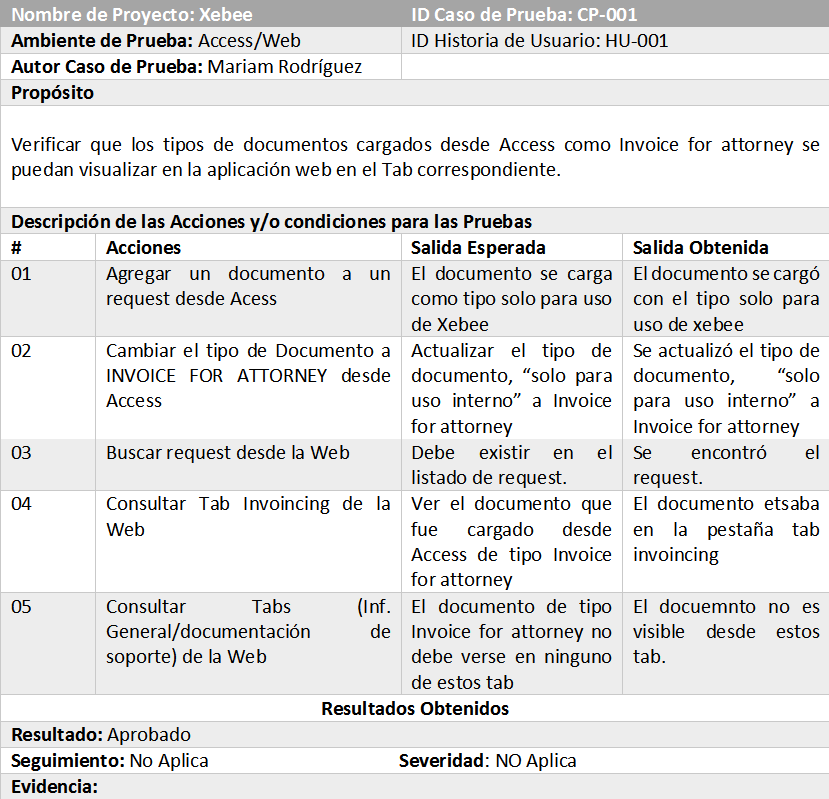 Nombre de Proyecto: Xebee ID Caso de Prueba: CP-001
Ambiente de Prueba: Access/Web ID Historia de Usuario: HU-001
Autor Caso de Prueba: Mariam Rodríguez
Propósito
Verificar que los tipos de documentos cargados desde Access como Invoice for attorney se
puedan visualizar en la aplicación web en el Tab correspondiente.
Descripción de las Acciones y/o condiciones para las Pruebas
# Acciones Salida Esperada Salida Obtenida
01
Agregar un documento a un
request desde Acess
El documento se carga
como tipo solo para uso
de Xebee
El documento se cargó
con el tipo solo para
uso de xebee
02
Cambiar el tipo de Documento a
INVOICE FOR ATTORNEY desde
Access
Actualizar el tipo de
documento, “solo para
uso interno” a Invoice
for attorney
Se actualizó el tipo de
documento, “solo
para uso interno” a
Invoice for attorney
03
Buscar request desde la Web
Debe existir en el
listado de request.
Se encontró el
request.
04
Consultar Tab Invoincing de la
Web
Ver el documento que
fue cargado desde
Access de tipo Invoice
for attorney
El documento etsaba
en la pestaña tab
invoincing
05
Consultar Tabs (Inf.
General/documentación de
soporte) de la Web
El documento de tipo
Invoice for attorney no
debe verse en ninguno
de estos tab
El docuemnto no es
visible desde estos
tab.
Resultados Obtenidos
Resultado: Aprobado
Seguimiento: No Aplica Severidad: NO Aplica
Evidencia: